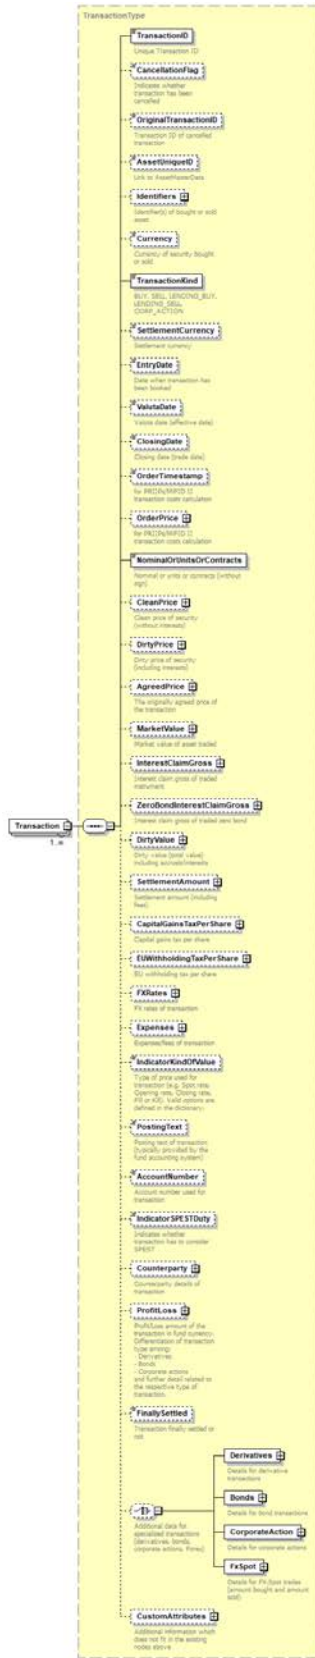 TransactionType
TransactionID
Unique Transaction ID
CancellationFlag
Indicates whether
transaction has been
cancelled
OriginalTransactionID
Transaction ID of cancelled
transaction
AssetUniqueID
Link to AssetMasterData
Identifiers
Identifier(s) of bought or sold
asset
Currency
Currency of security bought
or sold
TransactionKind
BUY, SELL, LENDING_BUY,
LENDING_SELL,
CORP_ACTION
SettlementCurrency
Settlement currency
EntryDate
Date when transaction has
been booked
ValutaDate
Valuta date (effective date)
ClosingDate
Closing date (trade date)
OrderTimestamp
for PRIIPs/MIFID II
transaction costs calculation
OrderPrice
for PRIIPs/MIFID II
transaction costs calculation
NominalOrUnitsOrContracts
Nominal or units or contracts (without
sign)
CleanPrice
Clean price of security
(without interests)
DirtyPrice
Dirty price of security
(including interests)
AgreedPrice
The originally agreed price of
the transaction
MarketValue
Market value of asset traded
InterestClaimGross
Interest claim gross of traded
instrument
ZeroBondInterestClaimGross
Interest claim gross of traded zero bond
Transaction
1..∞
DirtyValue
Dirty value (total value)
including accruals/interests
SettlementAmount
Settlement amount (including
fees)
CapitalGainsTaxPerShare
Capital gains tax per share
EUWithholdingTaxPerShare
EU withholding tax per share
FXRates
FX rates of transaction
Expenses
Expenses/fees of transaction
IndicatorKindOfValue
Type of price used for
transaction (e.g. Spot rate,
Opening rate, Closing rate,
Fill or Kill). Valid options are
defined in the dictionary.
PostingText
Posting text of transaction
(typically provided by the
fund accounting system)
AccountNumber
Account number used for
transaction
IndicatorSPESTDuty
Indicates whether
transaction has to consider
SPEST
Counterparty
Counterparty details of
transaction
ProfitLoss
Profit/Loss amount of the
transaction in fund currency.
Differentiation of transaction
type among:
- Derivatives
- Bonds
- Corporate actions
and further detail related to
the respective type of
transaction.
FinallySettled
Transaction finally settled or
not
Derivatives
Details for derivative
transactions
Bonds
Details for bond transactions
Additional data for
specialized transactions
(derivatives, bonds,
corporate actions, Forex)
CorporateAction
Details for corporate actions
FxSpot
Details for FX-Spot trades
(amount bought and amount
sold)
CustomAttributes
Additional information which
does not fit in the existing
nodes above